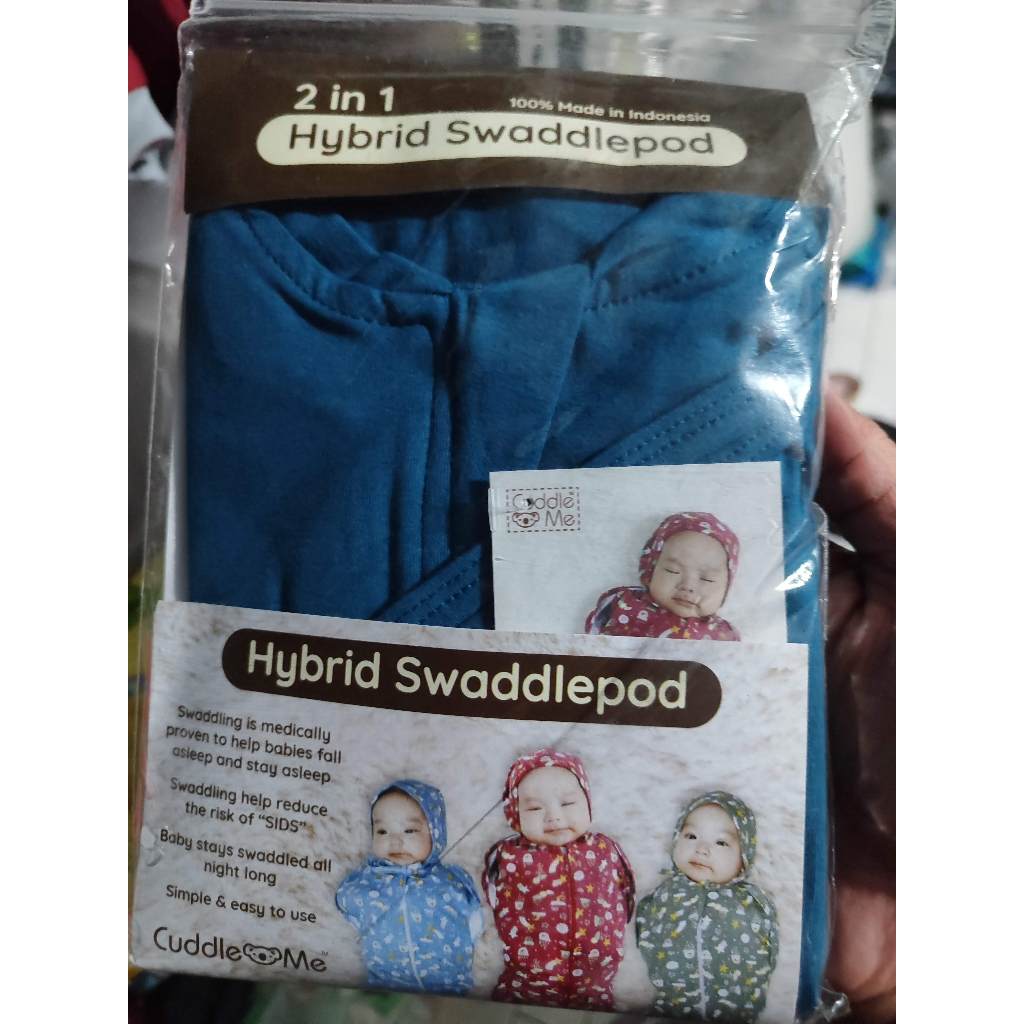 2 in 1
100% Made in Indonesia
Hybrid Swaddlepod
Cuddle
Me
Hybrid Swaddlepod
Swaddling is medically
proven to help babies fall
asleep and stay asleep
Swaddling help reduce
the risk of "SIDS"
Baby stays swaddled all
night long
Simple & easy to use
Cuddle Me™